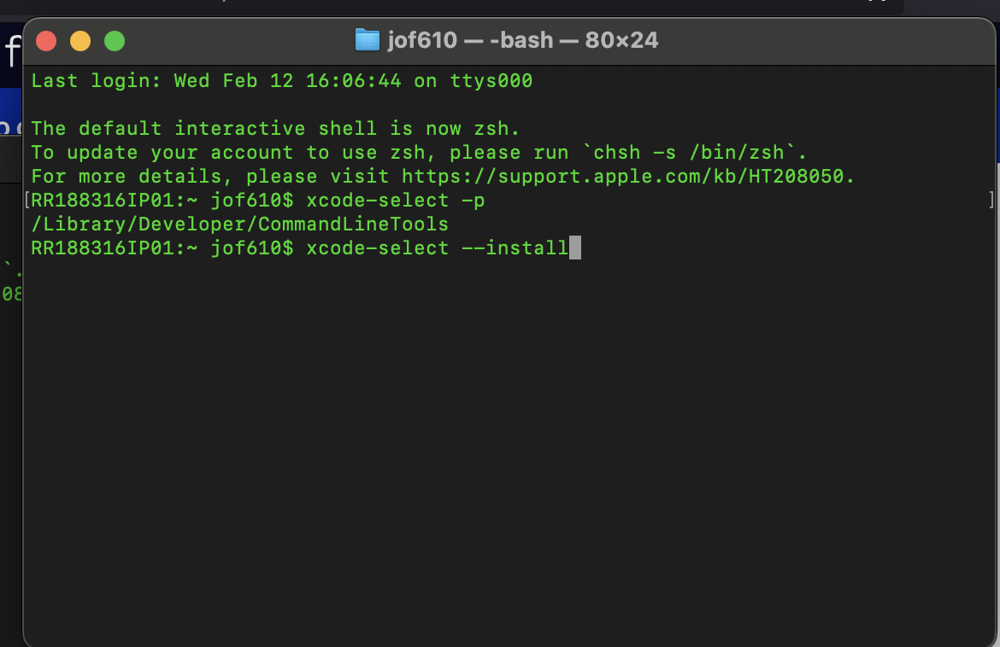 jof610 — -bash — 80×24
Last login: Wed Feb 12 16:06:44 on ttys000
The default interactive shell is now zsh.
To update your account to use zsh, please run `chsh -s /bin/zsh`.
For more details, please visit https://support.apple.com/kb/HT208050.
[RR188316IP01:~ jof610$ xcode-select -p ]
/Library/Developer/CommandLineTools
RR188316IP01:~ jof610$ xcode-select --install
f
`.
08